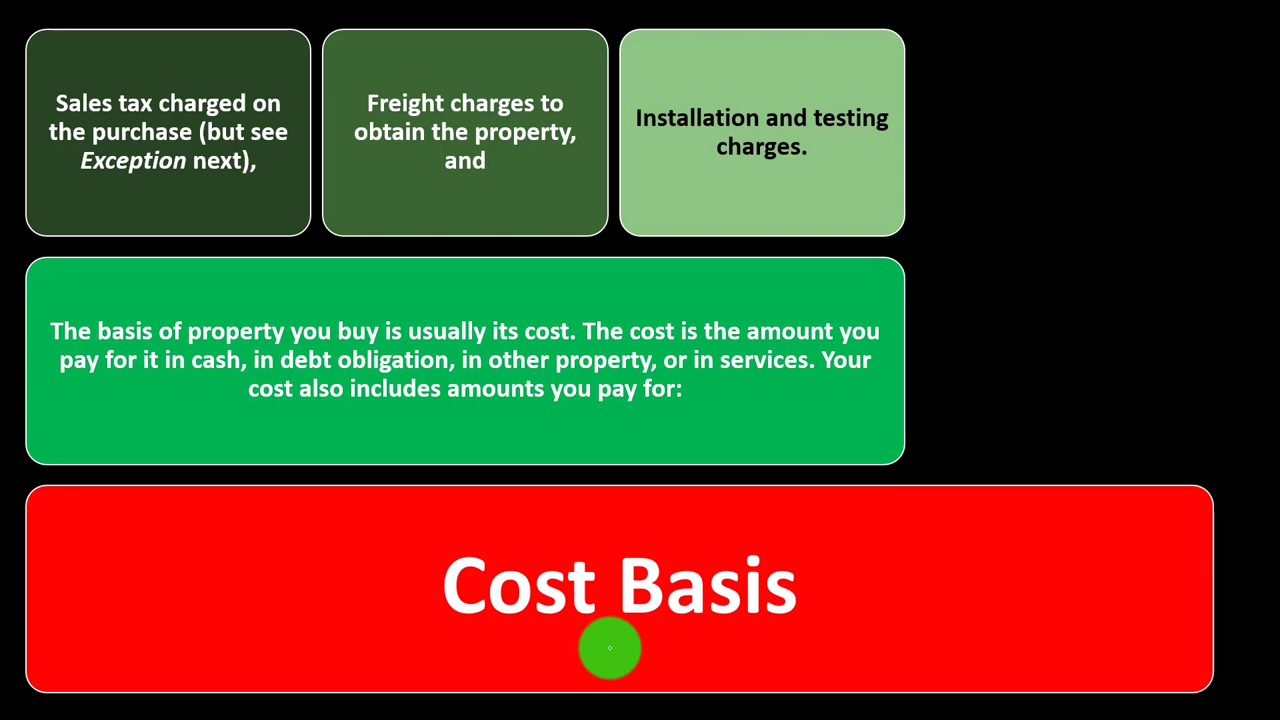 Sales tax charged on
the purchase (but see
Exception next),
Freight charges to
obtain the property,
and
Installation and testing
charges.
The basis of property you buy is usually its cost. The cost is the amount you
pay for it in cash, in debt obligation, in other property, or in services. Your
cost also includes amounts you pay for:
Cost Basis